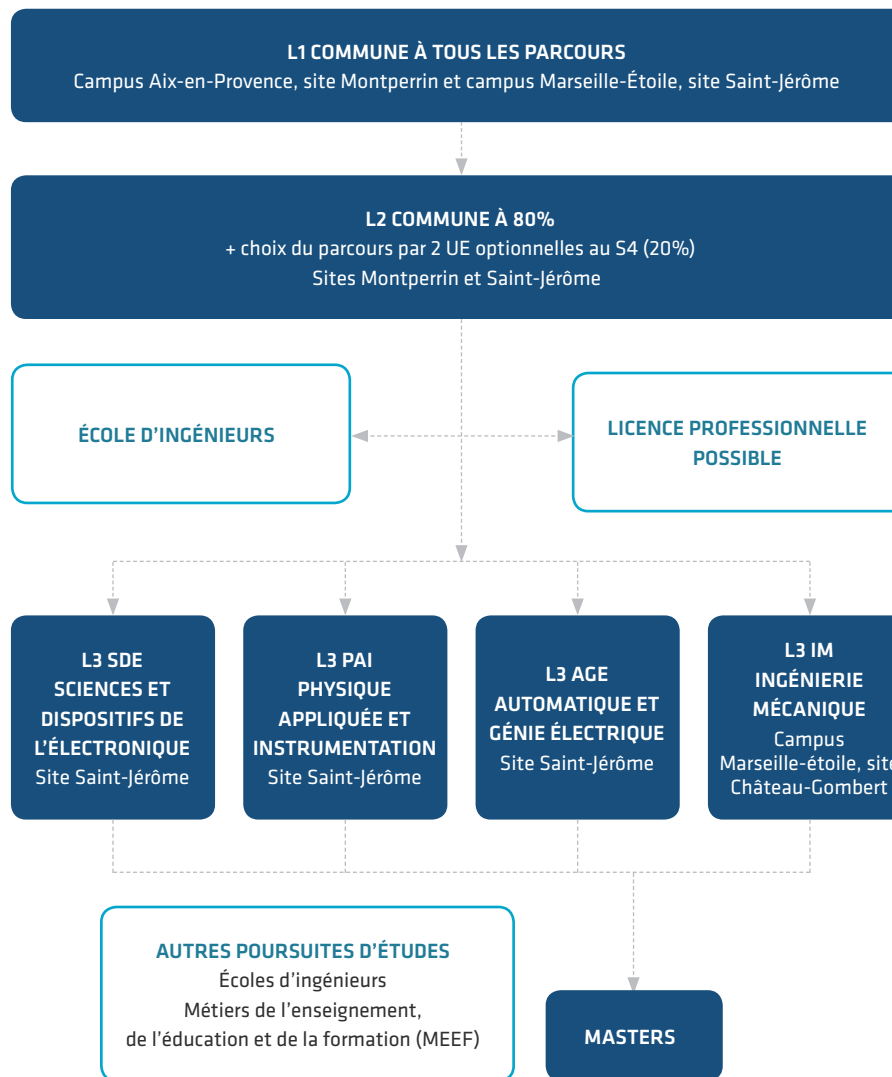 L1 COMMUNE À TOUS LES PARCOURS
Campus Aix-en-Provence, site Montperrin et campus Marseille-Étoile, site Saint-Jérôme
L2 COMMUNE À 80%
+ choix du parcours par 2 UE optionnelles au S4 (20%)
Sites Montperrin et Saint-Jérôme
ÉCOLE D'INGÉNIEURS
LICENCE PROFESSIONNELLE
POSSIBLE
L3 SDE
SCIENCES ET
DISPOSITIFS DE
L'ÉLECTRONIQUE
Site Saint-Jérôme
L3 PAI
PHYSIQUE
APPLIQUÉE ET
INSTRUMENTATION
Site Saint-Jérôme
L3 AGE
AUTOMATIQUE ET
GÉNIE ÉLECTRIQUE
Site Saint-Jérôme
L3 IM
INGÉNIERIE
MÉCANIQUE
Campus
Marseille-étoile, site
Château-Gombert
AUTRES POURSUITES D'ÉTUDES
Écoles d'ingénieurs
Métiers de l'enseignement,
de l'éducation et de la formation (MEEF)
MASTERS